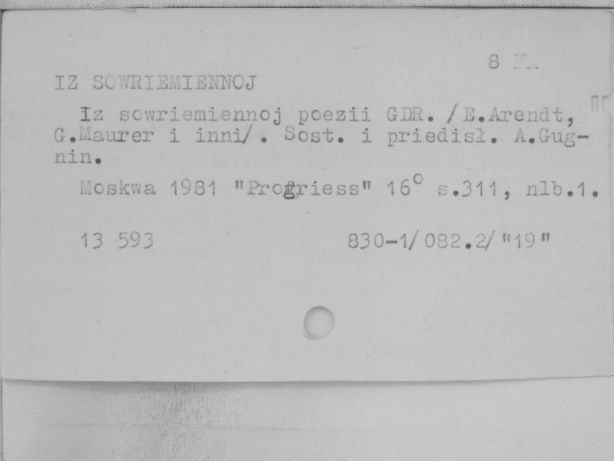 8
IZ SOWRIEMIENNOJ
Iz sowriemiennoj poezii GDR. /E.Arendt,
G.Maurer i inni/. Sost. i priedisł. A.Gug-
nin.
Moskwa 1981 "Progriess" 16° s.311, nlb.1.
13 593 830-1/082.2/"19"